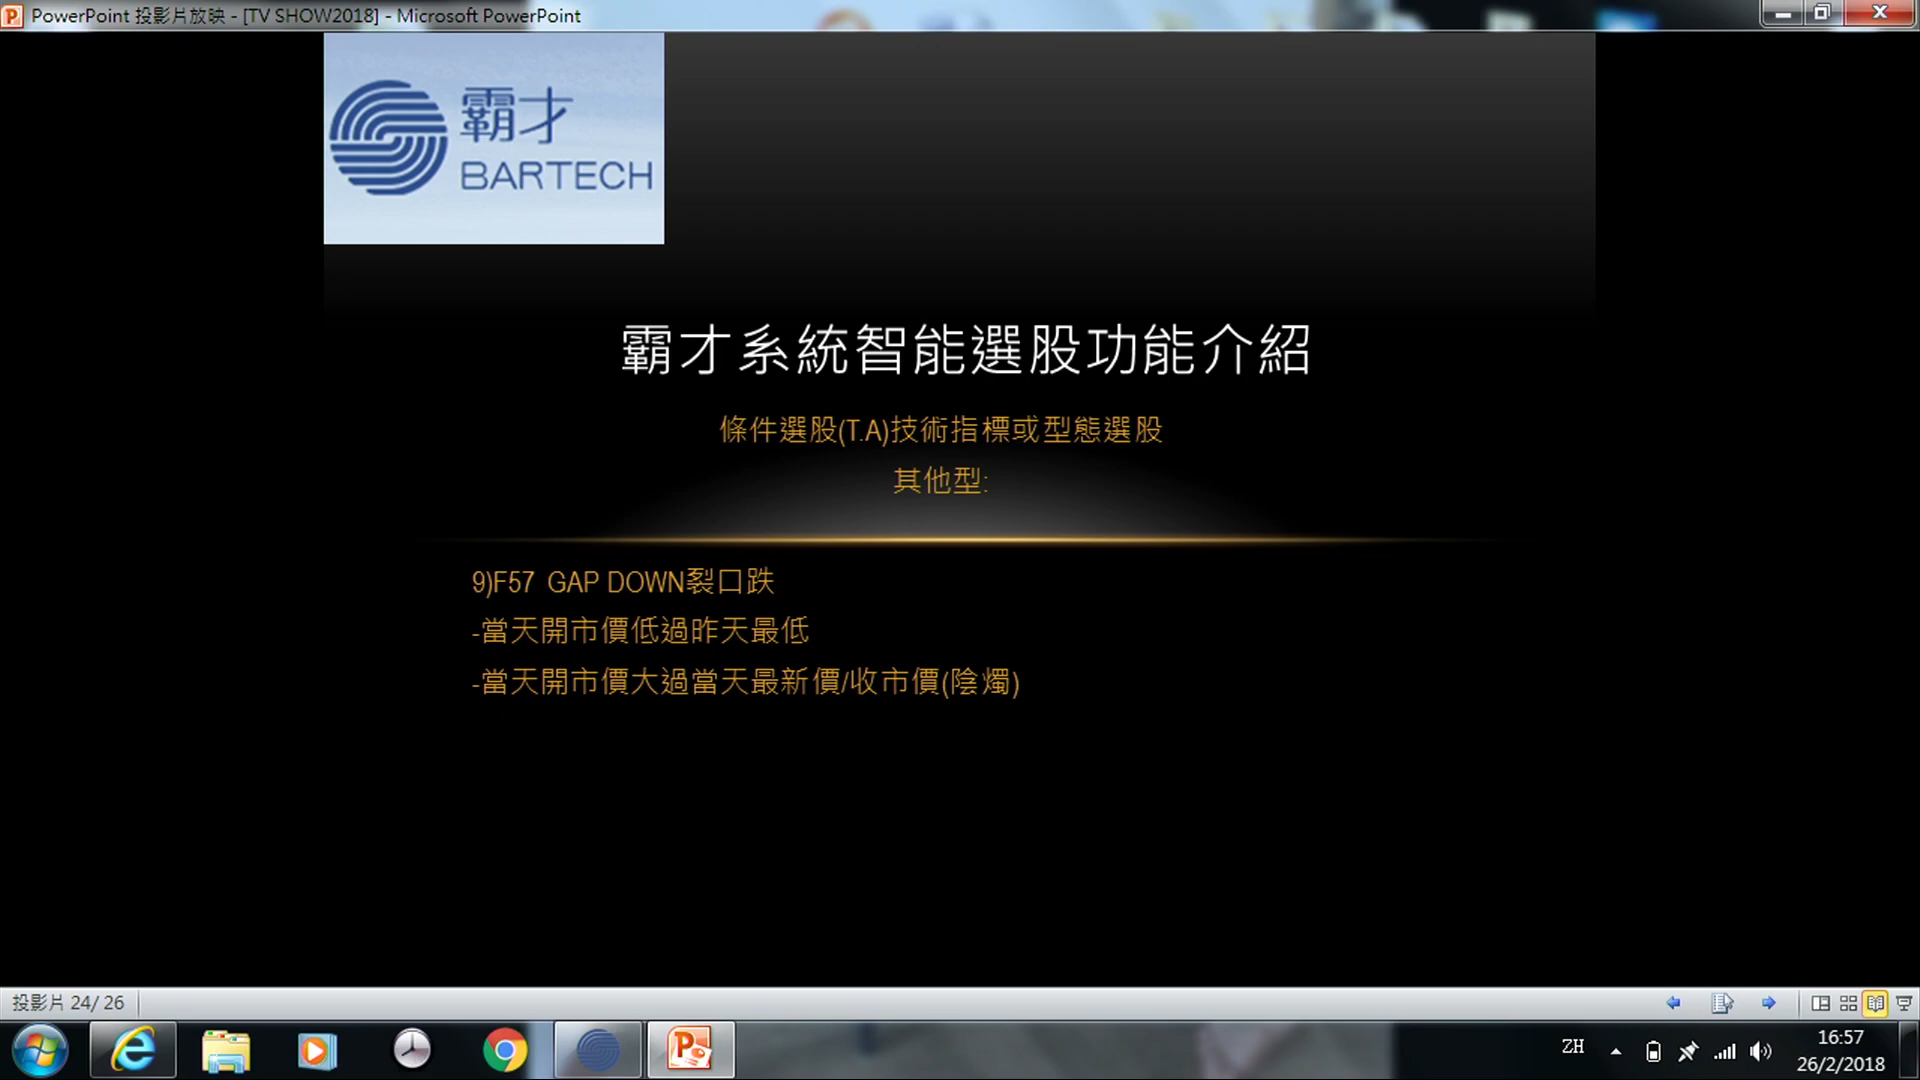 PowerPoint 投影片放映 - [TV SHOW2018] - Microsoft PowerPoint
霸才
BARTECH
霸才系統智能選股功能介紹
條件選股(T.A)技術指標或型態選股
其他型:
9)F57  GAP DOWN裂口跌
-當天開市價低過昨天最低
-當天開市價大過當天最新價/收市價(陰燭)
投影片 24/ 26
ZH
16:57
26/2/2018